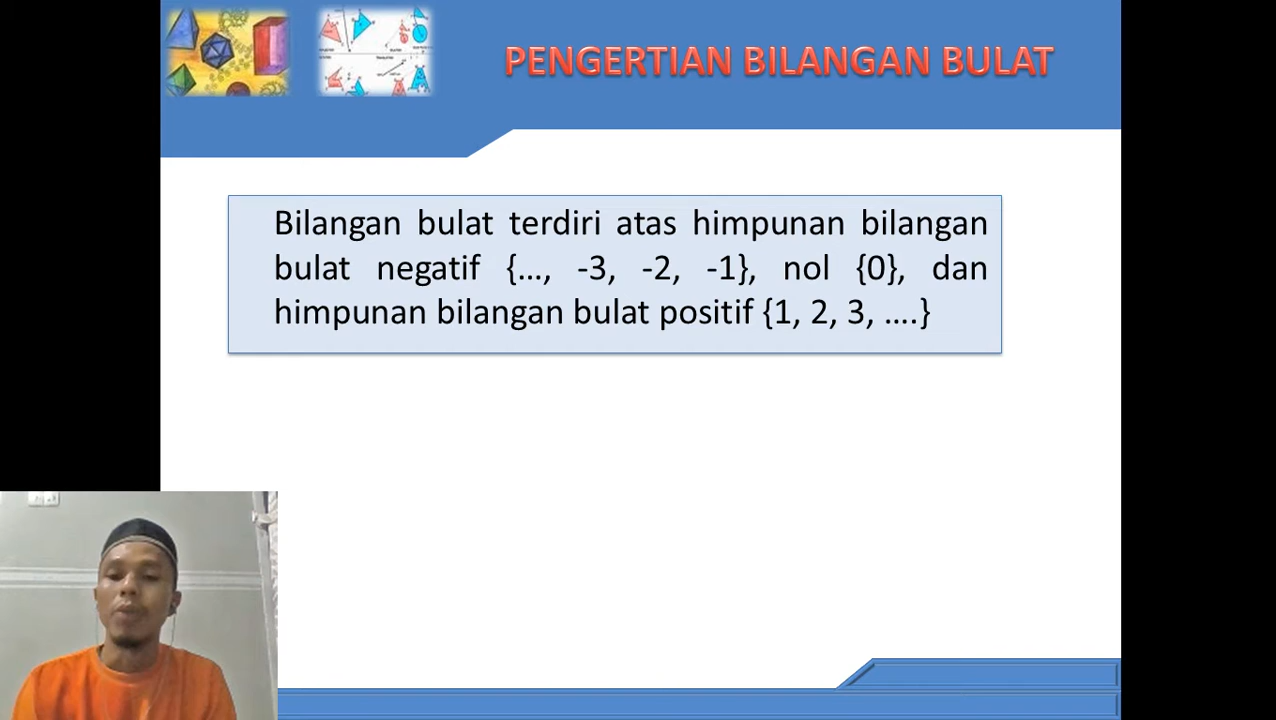 PENGERTIAN BILANGAN BULAT
Bilangan bulat terdiri atas himpunan bilangan
bulat negatif {…, -3, -2, -1}, nol {0}, dan
himpunan bilangan bulat positif {1, 2, 3, ….}